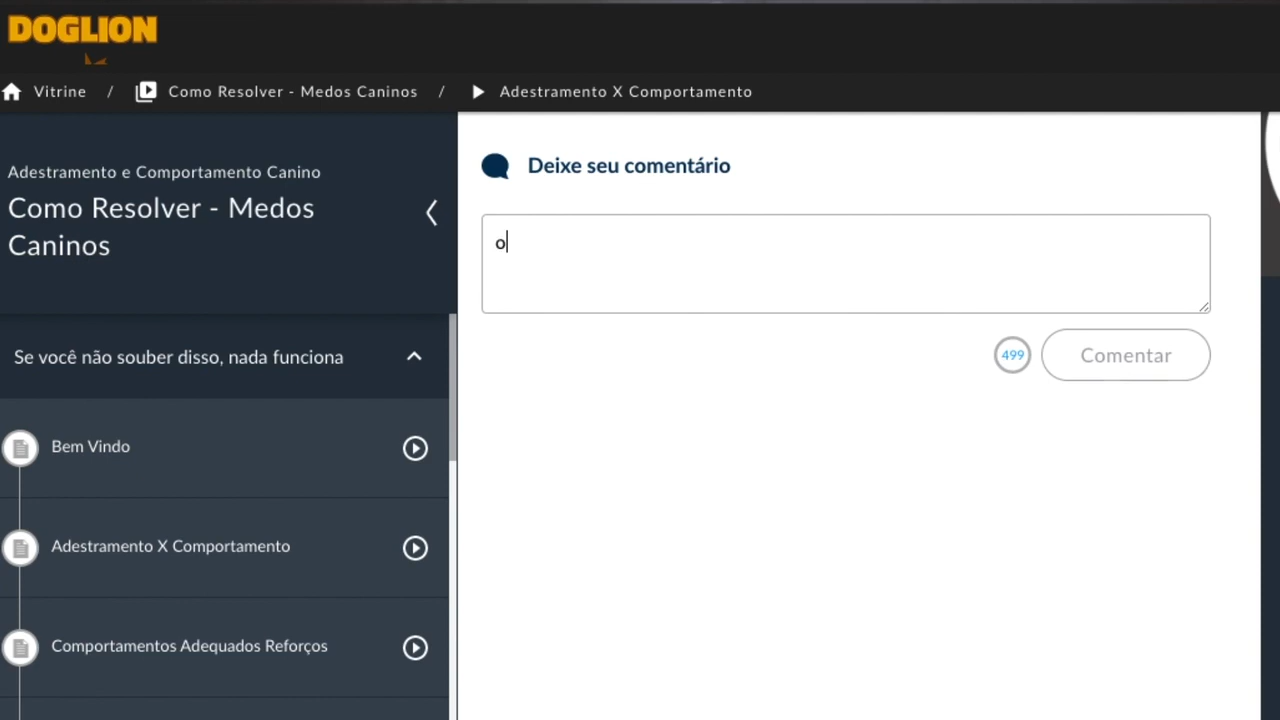 DOGLION
Vitrine / Como Resolver - Medos Caninos / Adestramento X Comportamento
Adestramento e Comportamento Canino
Como Resolver - Medos
Caninos
Se você não souber disso, nada funciona
Bem Vindo
Adestramento X Comportamento
Comportamentos Adequados Reforços
Deixe seu comentário
o
499
Comentar